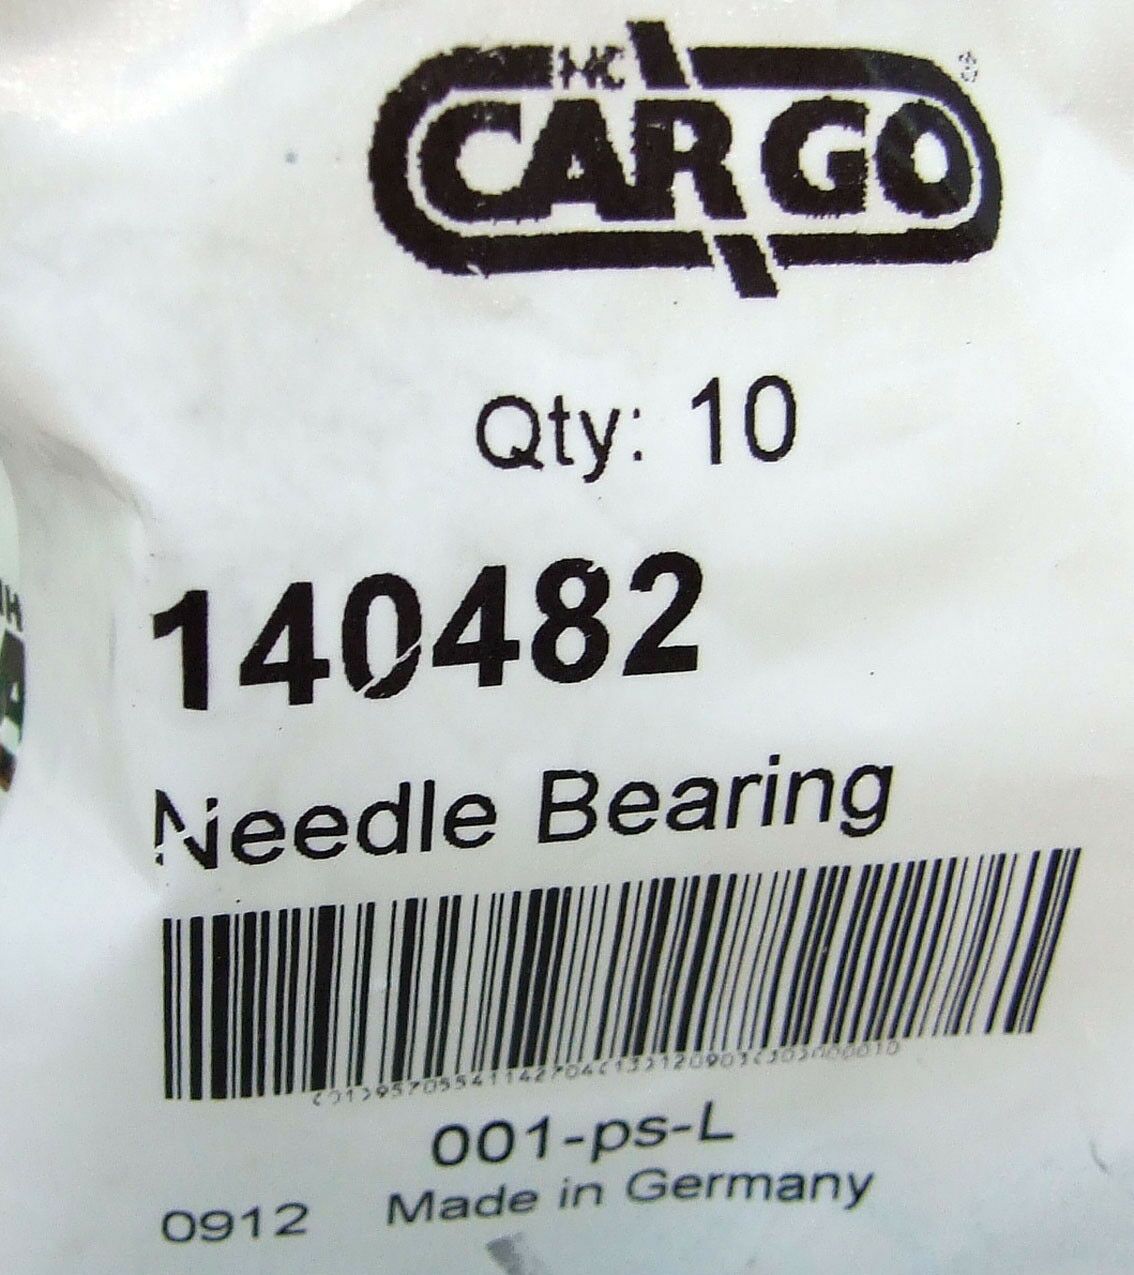 HC
CARGO
Qty: 10
140482
Needle Bearing
001-ps-L
0912 Made in Germany